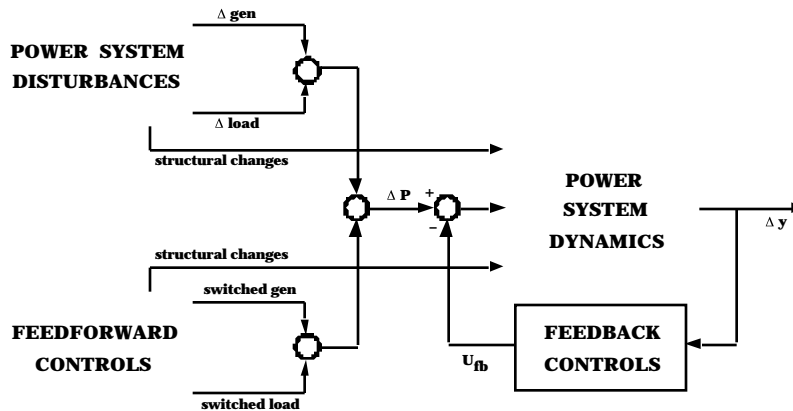 Δ gen
POWER SYSTEM
DISTURBANCES
Δ load
structural changes
Δ P
+
−
POWER
SYSTEM
DYNAMICS
Δ y
structural changes
switched gen
FEEDFORWARD
CONTROLS
switched load
U fb
FEEDBACK
CONTROLS